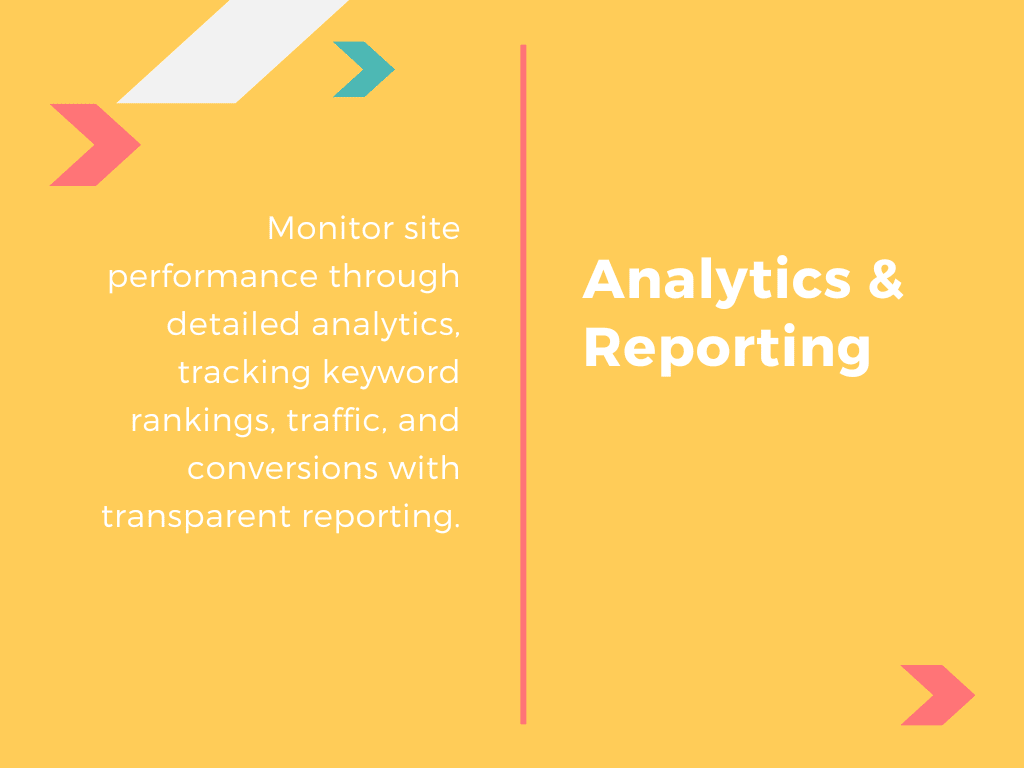 Monitor site
performance through
detailed analytics,
tracking keyword
rankings, traffic, and
conversions with
transparent reporting.
Analytics &
Reporting